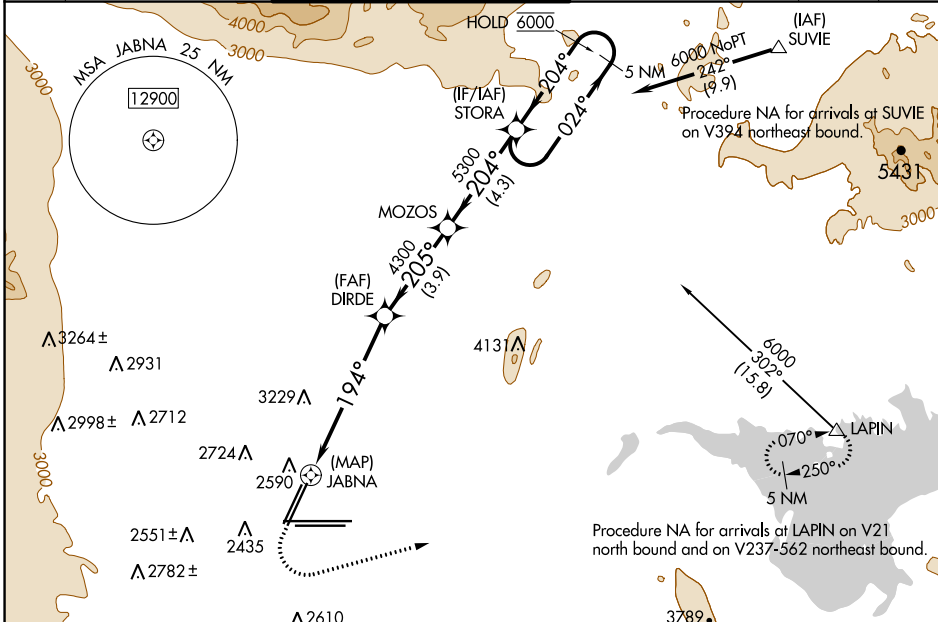 4000
3000
3000
MSA JABNA 25 NM
12900
HOLD 6000
5 NM
204°
024°
(IAF)
SUVIE
6000 NoPT
242°
(9.9)
Procedure NA for arrivals at SUVIE
on V394 northeast bound.
5431
3000
(IF/IAF)
STORA
5300
204°
(4.3)
MOZOS
4300
205°
(3.9)
(FAF)
DIRDE
194°
3264±
2931
4131
3229
2998±
2712
2724
2590
(MAP)
JABNA
3000
2551±
2435
2782±
2610
3789
6000
302°
(15.8)
LAPIN
070°
250°
5 NM
Procedure NA for arrivals at LAPIN on V21
north bound and on V237-562 northeast bound.